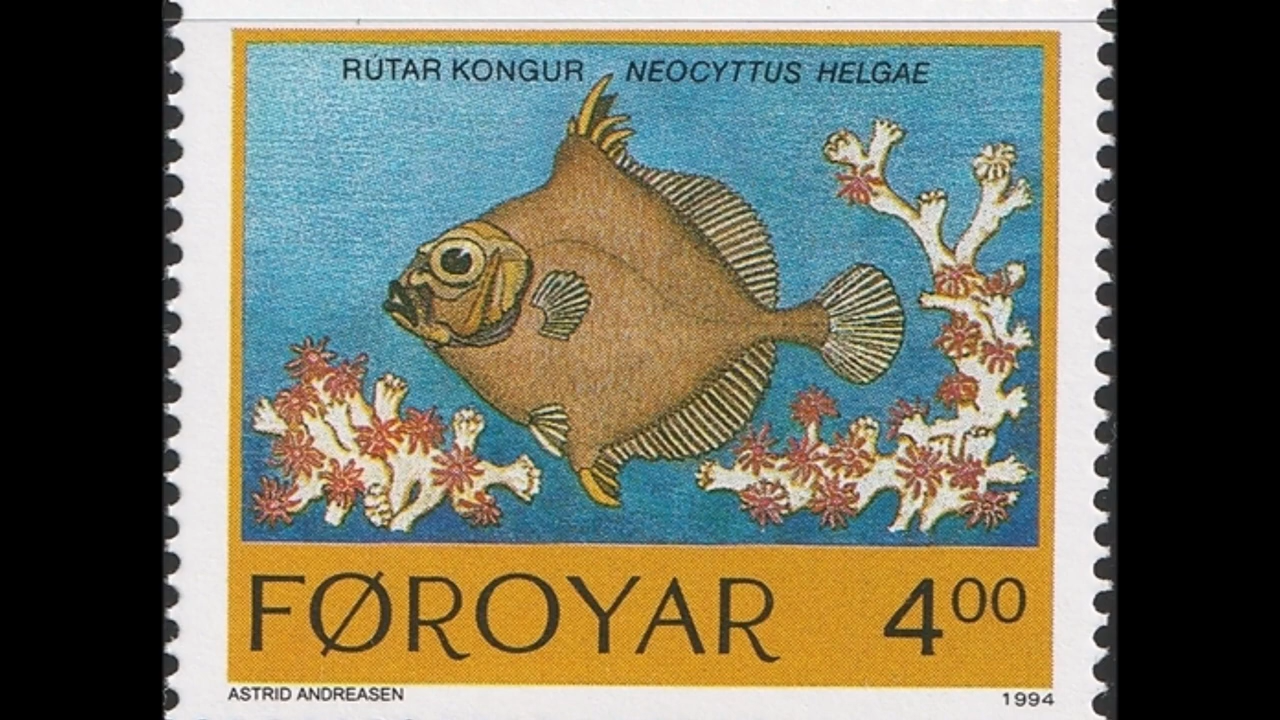 RÚTAR KONGUR NEOCYTTUS HELGAE
FØROYAR 4⁰⁰
ASTRID ANDREASEN 1994